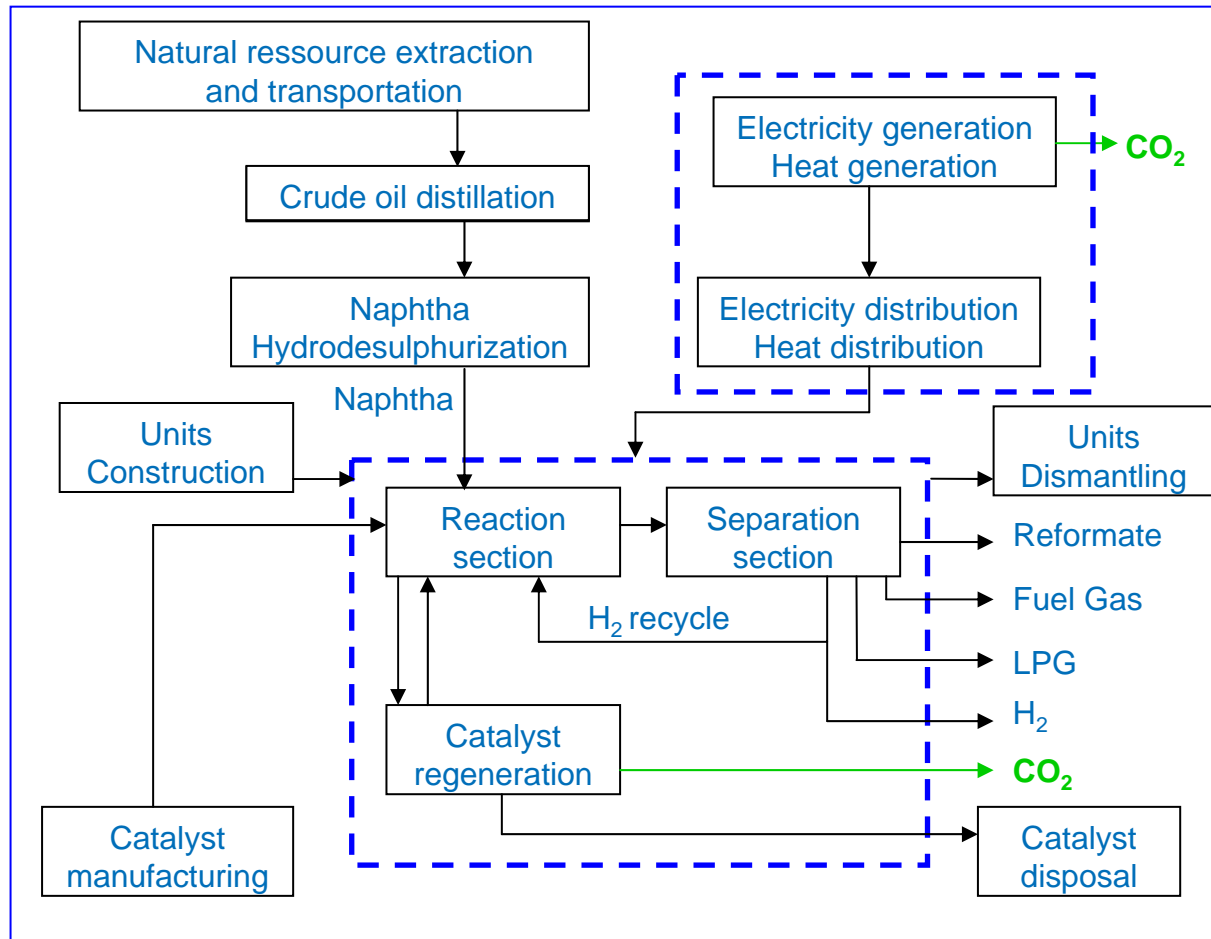 Natural ressource extraction
and transportation
Electricity generation
Heat generation
CO₂
Crude oil distillation
Naphtha
Hydrodesulphurization
Electricity distribution
Heat distribution
Naphtha
Units
Construction
Units
Dismantling
Reaction
section
Separation
section
Reformate
Fuel Gas
H₂ recycle
LPG
H₂
Catalyst
regeneration
CO₂
Catalyst
manufacturing
Catalyst
disposal